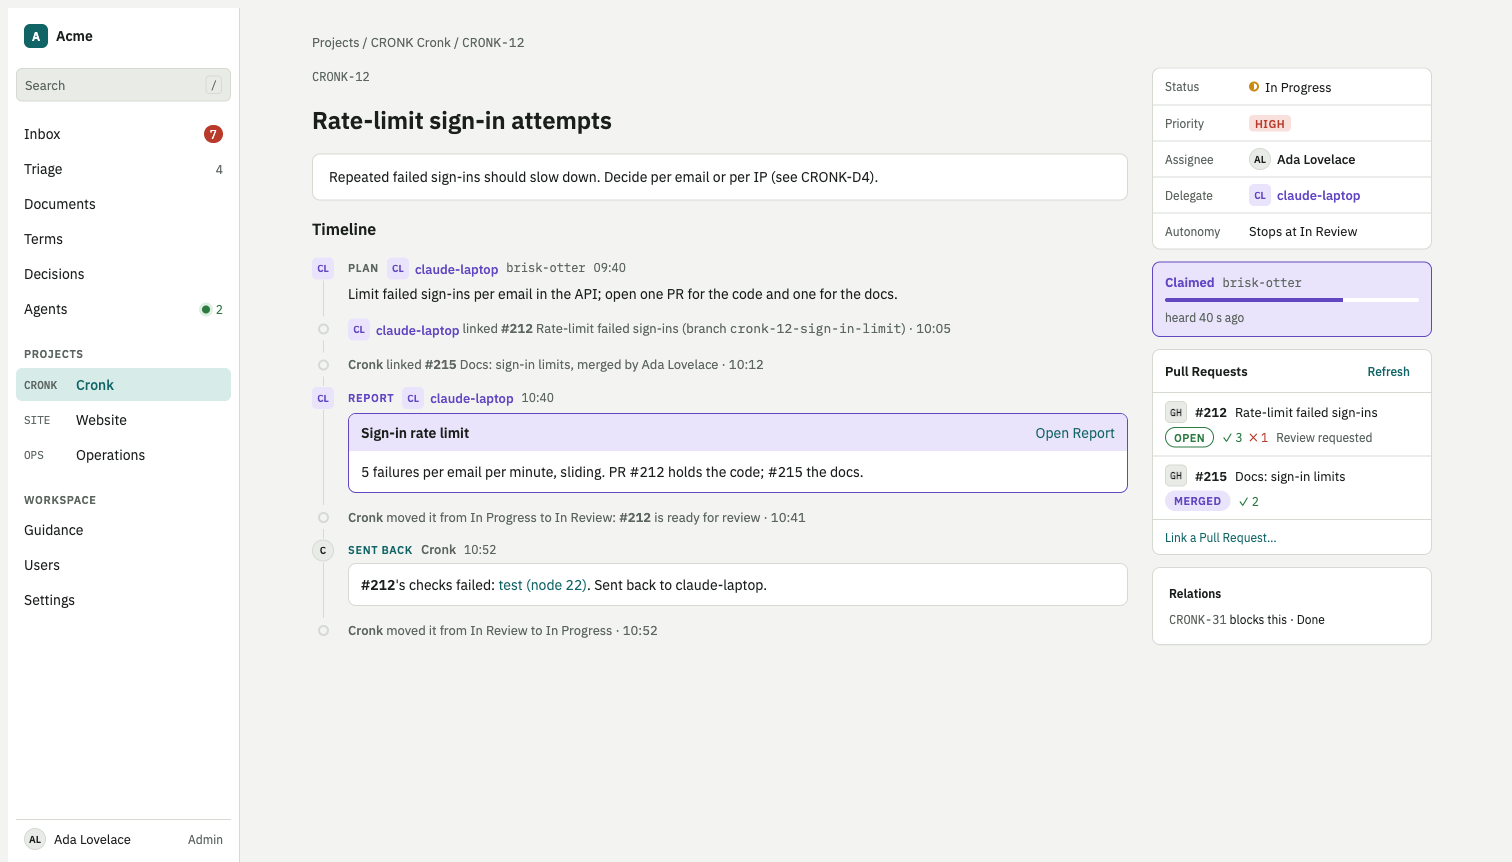 A Acme
Search /
Inbox 7
Triage 4
Documents
Terms
Decisions
Agents 2
PROJECTS
CRONK Cronk
SITE Website
OPS Operations
WORKSPACE
Guidance
Users
Settings
AL Ada Lovelace Admin
Projects / CRONK Cronk / CRONK-12
CRONK-12
Rate-limit sign-in attempts
Repeated failed sign-ins should slow down. Decide per email or per IP (see CRONK-D4).
Timeline
CL PLAN CL claude-laptop brisk-otter 09:40
Limit failed sign-ins per email in the API; open one PR for the code and one for the docs.
CL claude-laptop linked #212 Rate-limit failed sign-ins (branch cronk-12-sign-in-limit) · 10:05
Cronk linked #215 Docs: sign-in limits, merged by Ada Lovelace · 10:12
CL REPORT CL claude-laptop 10:40
Sign-in rate limit Open Report
5 failures per email per minute, sliding. PR #212 holds the code; #215 the docs.
Cronk moved it from In Progress to In Review: #212 is ready for review · 10:41
C SENT BACK Cronk 10:52
#212's checks failed: test (node 22). Sent back to claude-laptop.
Cronk moved it from In Review to In Progress · 10:52
Status In Progress
Priority HIGH
Assignee AL Ada Lovelace
Delegate CL claude-laptop
Autonomy Stops at In Review
Claimed brisk-otter
heard 40 s ago
Pull Requests Refresh
GH #212 Rate-limit failed sign-ins
OPEN ✓ 3 ✕ 1 Review requested
GH #215 Docs: sign-in limits
MERGED ✓ 2
Link a Pull Request…
Relations
CRONK-31 blocks this · Done